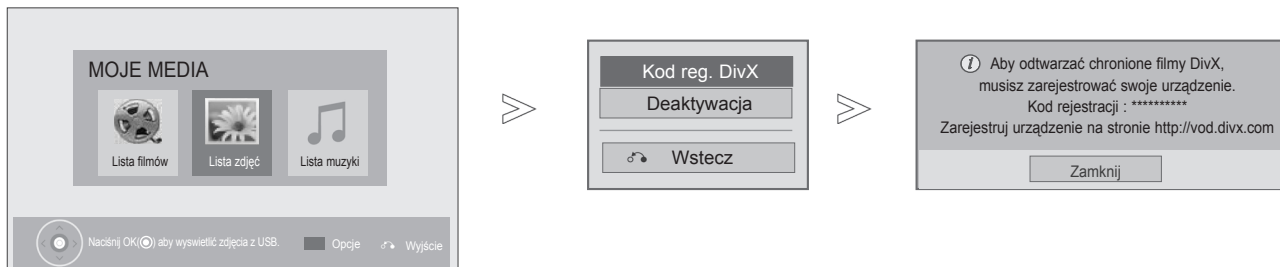 MOJE MEDIA
Lista filmów
Lista zdjęć
Lista muzyki
Naciśnij OK(◉) aby wyswietlić zdjęcia z USB.
Opcje
Wyjście
Kod reg. DivX
Deaktywacja
Wstecz
Aby odtwarzać chronione filmy DivX,
musisz zarejestrować swoje urządzenie.
Kod rejestracji : **********
Zarejestruj urządzenie na stronie http://vod.divx.com
Zamknij